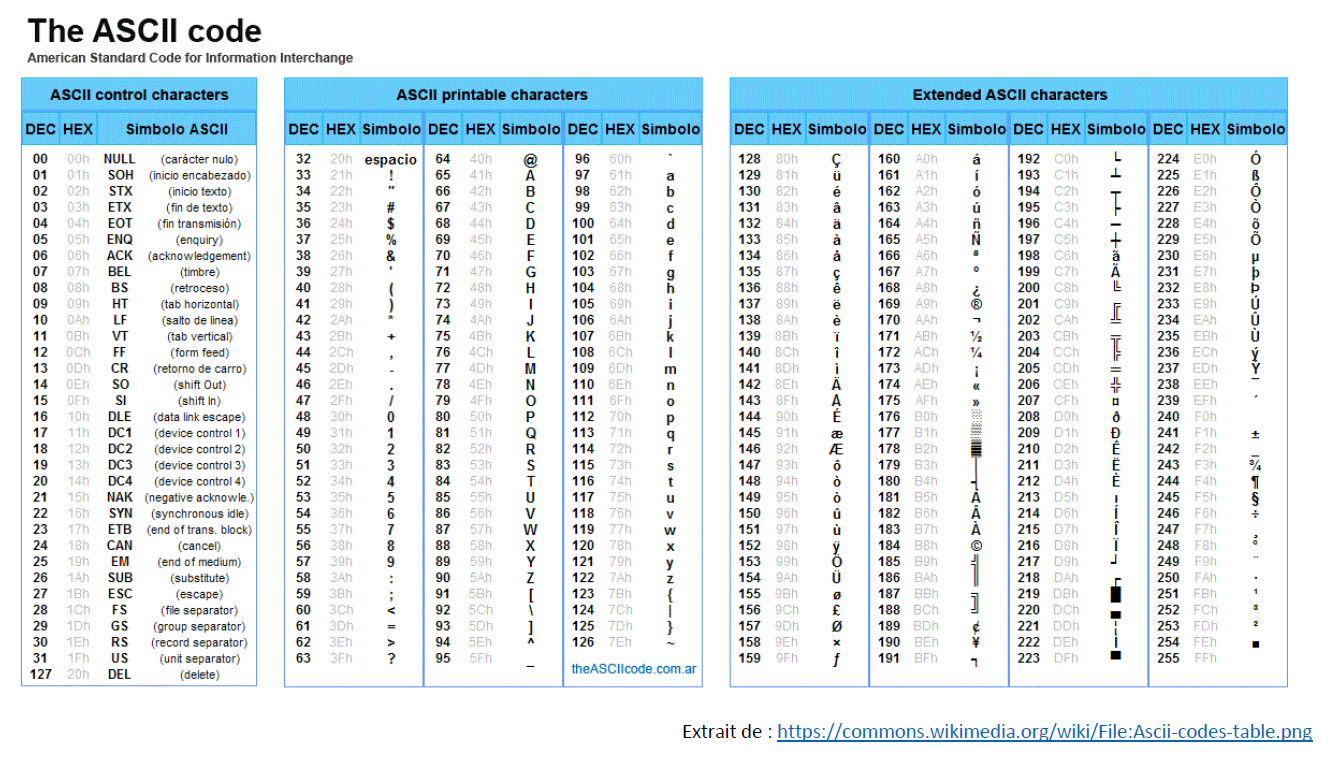 The ASCII code
American Standard Code for Information Interchange
ASCII control characters ASCII printable characters Extended ASCII characters
DEC HEX Simbolo ASCII DEC HEX Simbolo DEC HEX Simbolo DEC HEX Simbolo DEC HEX Simbolo DEC HEX Simbolo DEC HEX Simbolo DEC HEX Simbolo
00 00h NULL (carácter nulo) 32 20h espacio 64 40h @ 96 60h ` 128 80h Ç 160 A0h á 192 C0h └ 224 E0h Ó
01 01h SOH (inicio encabezado) 33 21h ! 65 41h A 97 61h a 129 81h ü 161 A1h í 193 C1h ┴ 225 E1h ß
02 02h STX (inicio texto) 34 22h " 66 42h B 98 62h b 130 82h é 162 A2h ó 194 C2h ┬ 226 E2h Ô
03 03h ETX (fin de texto) 35 23h # 67 43h C 99 63h c 131 83h â 163 A3h ú 195 C3h ├ 227 E3h Ò
04 04h EOT (fin transmisión) 36 24h $ 68 44h D 100 64h d 132 84h ä 164 A4h ñ 196 C4h ─ 228 E4h õ
05 05h ENQ (enquiry) 37 25h % 69 45h E 101 65h e 133 85h à 165 A5h Ñ 197 C5h ┼ 229 E5h Õ
06 06h ACK (acknowledgement) 38 26h & 70 46h F 102 66h f 134 86h å 166 A6h ª 198 C6h ã 230 E6h µ
07 07h BEL (timbre) 39 27h ' 71 47h G 103 67h g 135 87h ç 167 A7h º 199 C7h Ã 231 E7h þ
08 08h BS (retroceso) 40 28h ( 72 48h H 104 68h h 136 88h ê 168 A8h ¿ 200 C8h ╚ 232 E8h Þ
09 09h HT (tab horizontal) 41 29h ) 73 49h I 105 69h i 137 89h ë 169 A9h ® 201 C9h ╔ 233 E9h Ú
10 0Ah LF (salto de linea) 42 2Ah * 74 4Ah J 106 6Ah j 138 8Ah è 170 AAh ¬ 202 CAh ╩ 234 EAh Û
11 0Bh VT (tab vertical) 43 2Bh + 75 4Bh K 107 6Bh k 139 8Bh ï 171 ABh ½ 203 CBh ╦ 235 EBh Ù
12 0Ch FF (form feed) 44 2Ch , 76 4Ch L 108 6Ch l 140 8Ch î 172 ACh ¼ 204 CCh ╠ 236 ECh ý
13 0Dh CR (retorno de carro) 45 2Dh - 77 4Dh M 109 6Dh m 141 8Dh ì 173 ADh ¡ 205 CDh ═ 237 EDh Ý
14 0Eh SO (shift Out) 46 2Eh . 78 4Eh N 110 6Eh n 142 8Eh Ä 174 AEh « 206 CEh ╬ 238 EEh ¯
15 0Fh SI (shift In) 47 2Fh / 79 4Fh O 111 6Fh o 143 8Fh Å 175 AFh » 207 CFh ¤ 239 EFh ´
16 10h DLE (data link escape) 48 30h 0 80 50h P 112 70h p 144 90h É 176 B0h ░ 208 D0h ð 240 F0h
17 11h DC1 (device control 1) 49 31h 1 81 51h Q 113 71h q 145 91h æ 177 B1h ▒ 209 D1h Ð 241 F1h ±
18 12h DC2 (device control 2) 50 32h 2 82 52h R 114 72h r 146 92h Æ 178 B2h ▓ 210 D2h Ê 242 F2h ‗
19 13h DC3 (device control 3) 51 33h 3 83 53h S 115 73h s 147 93h ô 179 B3h │ 211 D3h Ë 243 F3h ¾
20 14h DC4 (device control 4) 52 34h 4 84 54h T 116 74h t 148 94h ò 180 B4h ┤ 212 D4h È 244 F4h ¶
21 15h NAK (negative acknowle.) 53 35h 5 85 55h U 117 75h u 149 95h ò 181 B5h Á 213 D5h ı 245 F5h §
22 16h SYN (synchronous idle) 54 36h 6 86 56h V 118 76h v 150 96h û 182 B6h Â 214 D6h Í 246 F6h ÷
23 17h ETB (end of trans. block) 55 37h 7 87 57h W 119 77h w 151 97h ù 183 B7h À 215 D7h Î 247 F7h ¸
24 18h CAN (cancel) 56 38h 8 88 58h X 120 78h x 152 98h ÿ 184 B8h © 216 D8h Ï 248 F8h °
25 19h EM (end of medium) 57 39h 9 89 59h Y 121 79h y 153 99h Ö 185 B9h ╣ 217 D9h ┘ 249 F9h ¨
26 1Ah SUB (substitute) 58 3Ah : 90 5Ah Z 122 7Ah z 154 9Ah Ü 186 BAh ║ 218 DAh ┌ 250 FAh ·
27 1Bh ESC (escape) 59 3Bh ; 91 5Bh [ 123 7Bh { 155 9Bh ø 187 BBh ╗ 219 DBh █ 251 FBh ¹
28 1Ch FS (file separator) 60 3Ch < 92 5Ch \ 124 7Ch | 156 9Ch £ 188 BCh ╝ 220 DCh ▄ 252 FCh ³
29 1Dh GS (group separator) 61 3Dh = 93 5Dh ] 125 7Dh } 157 9Dh Ø 189 BDh ¢ 221 DDh ¦ 253 FDh ²
30 1Eh RS (record separator) 62 3Eh > 94 5Eh ^ 126 7Eh ~ 158 9Eh × 190 BEh ¥ 222 DEh Ì 254 FEh ■
31 1Fh US (unit separator) 63 3Fh ? 95 5Fh _ theASCIIcode.com.ar 159 9Fh ƒ 191 BFh ┐ 223 DFh ▀ 255 FFh
127 20h DEL (delete)
Extrait de : https://commons.wikimedia.org/wiki/File:Ascii-codes-table.png